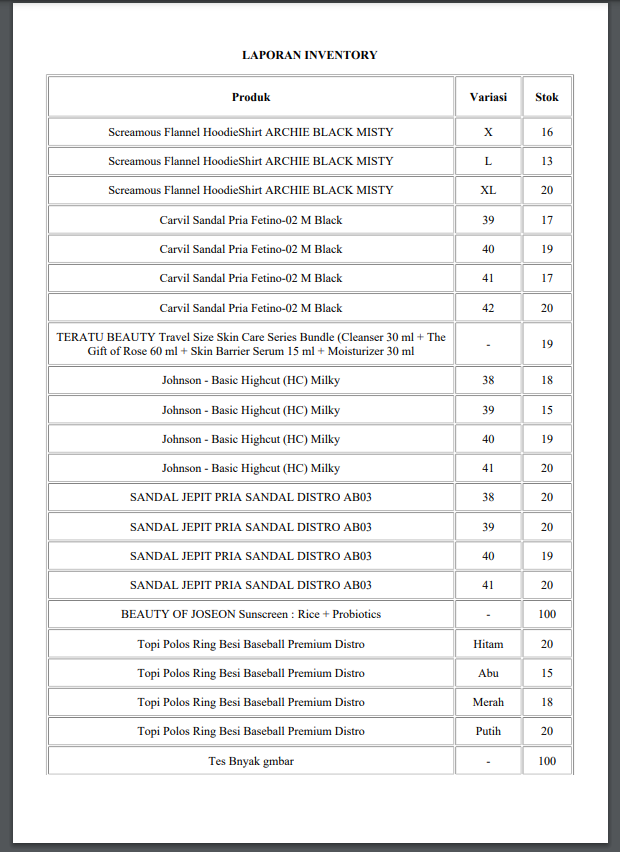 LAPORAN INVENTORY
Produk Variasi Stok
Screamous Flannel HoodieShirt ARCHIE BLACK MISTY X 16
Screamous Flannel HoodieShirt ARCHIE BLACK MISTY L 13
Screamous Flannel HoodieShirt ARCHIE BLACK MISTY XL 20
Carvil Sandal Pria Fetino-02 M Black 39 17
Carvil Sandal Pria Fetino-02 M Black 40 19
Carvil Sandal Pria Fetino-02 M Black 41 17
Carvil Sandal Pria Fetino-02 M Black 42 20
TERATU BEAUTY Travel Size Skin Care Series Bundle (Cleanser 30 ml + The
Gift of Rose 60 ml + Skin Barrier Serum 15 ml + Moisturizer 30 ml - 19
Johnson - Basic Highcut (HC) Milky 38 18
Johnson - Basic Highcut (HC) Milky 39 15
Johnson - Basic Highcut (HC) Milky 40 19
Johnson - Basic Highcut (HC) Milky 41 20
SANDAL JEPIT PRIA SANDAL DISTRO AB03 38 20
SANDAL JEPIT PRIA SANDAL DISTRO AB03 39 20
SANDAL JEPIT PRIA SANDAL DISTRO AB03 40 19
SANDAL JEPIT PRIA SANDAL DISTRO AB03 41 20
BEAUTY OF JOSEON Sunscreen : Rice + Probiotics - 100
Topi Polos Ring Besi Baseball Premium Distro Hitam 20
Topi Polos Ring Besi Baseball Premium Distro Abu 15
Topi Polos Ring Besi Baseball Premium Distro Merah 18
Topi Polos Ring Besi Baseball Premium Distro Putih 20
Tes Bnyak gmbar - 100